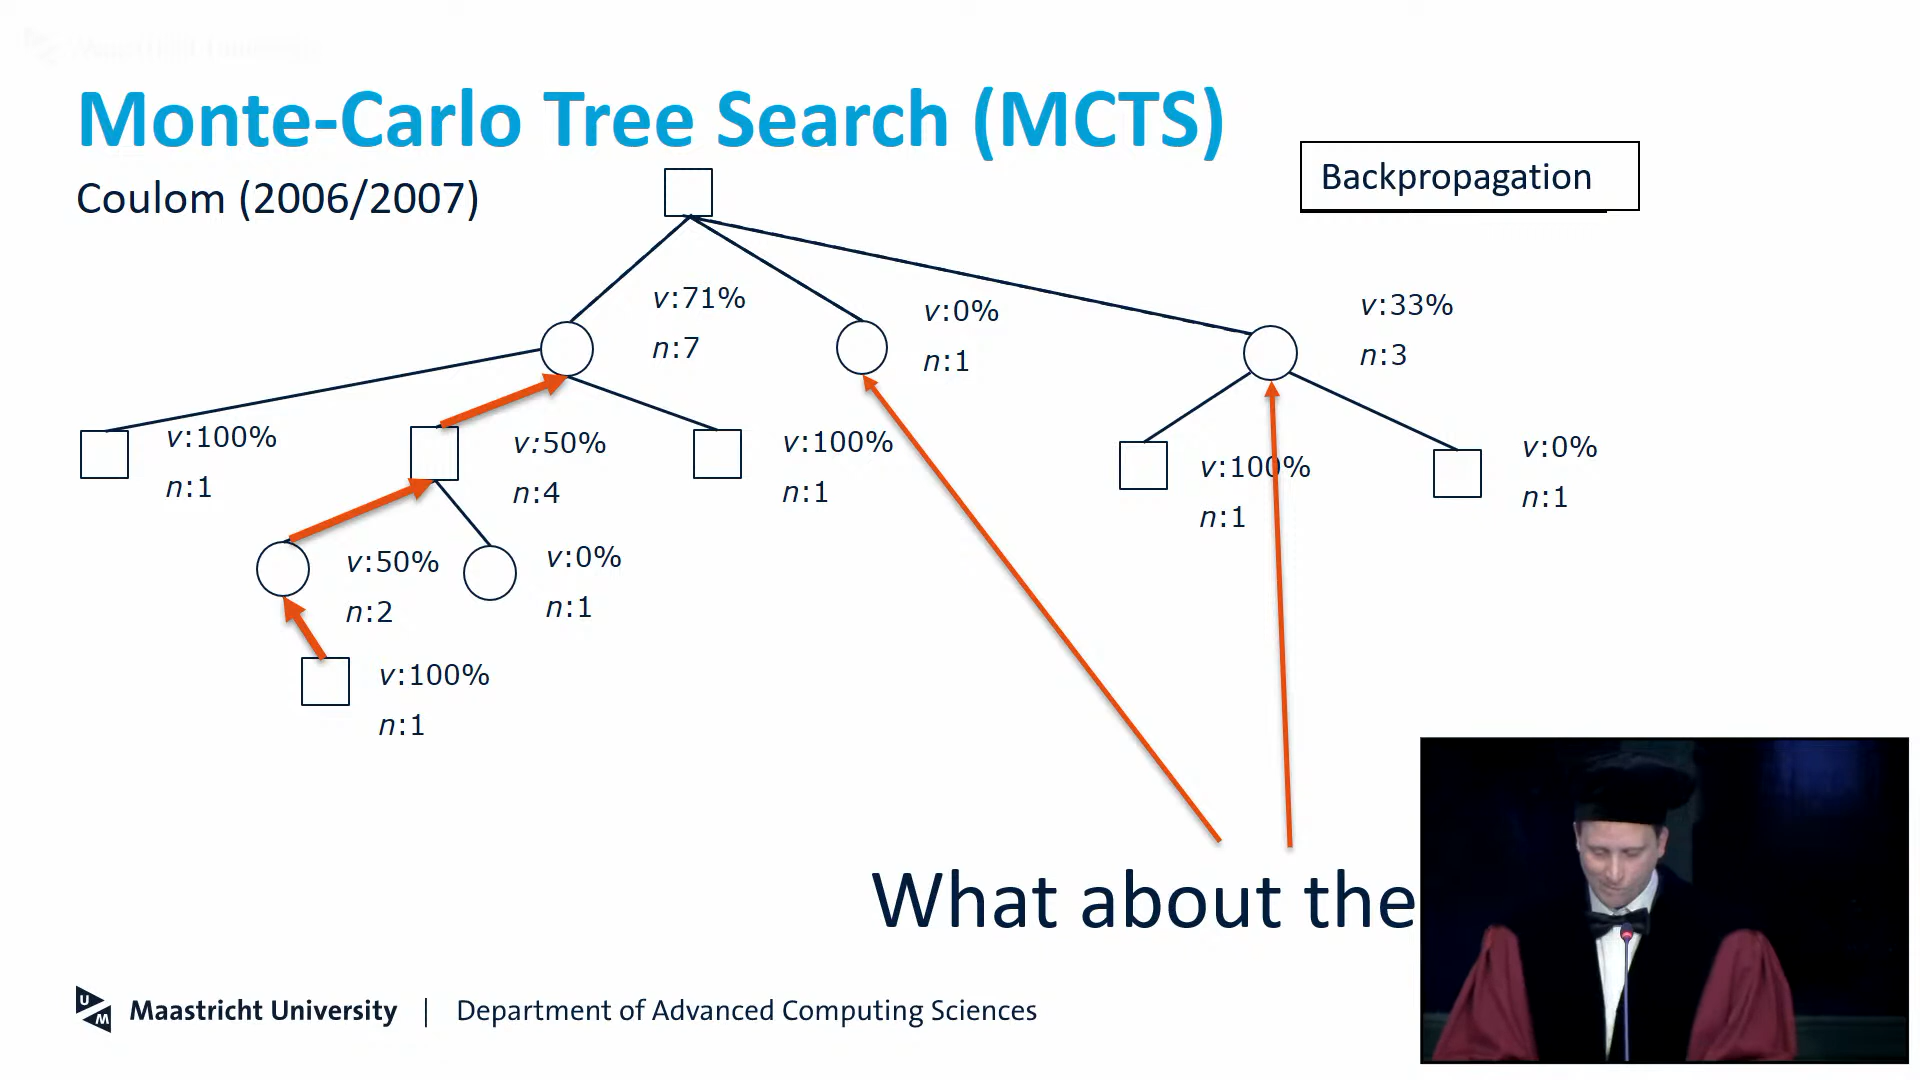 Monte-Carlo Tree Search (MCTS)
Coulom (2006/2007)
Backpropagation
v:71%
n:7
v:0%
n:1
v:33%
n:3
v:100%
n:1
v:50%
n:4
v:100%
n:1
v:100%
n:1
v:0%
n:1
v:50%
n:2
v:0%
n:1
v:100%
n:1
What about the
UM Maastricht University | Department of Advanced Computing Sciences